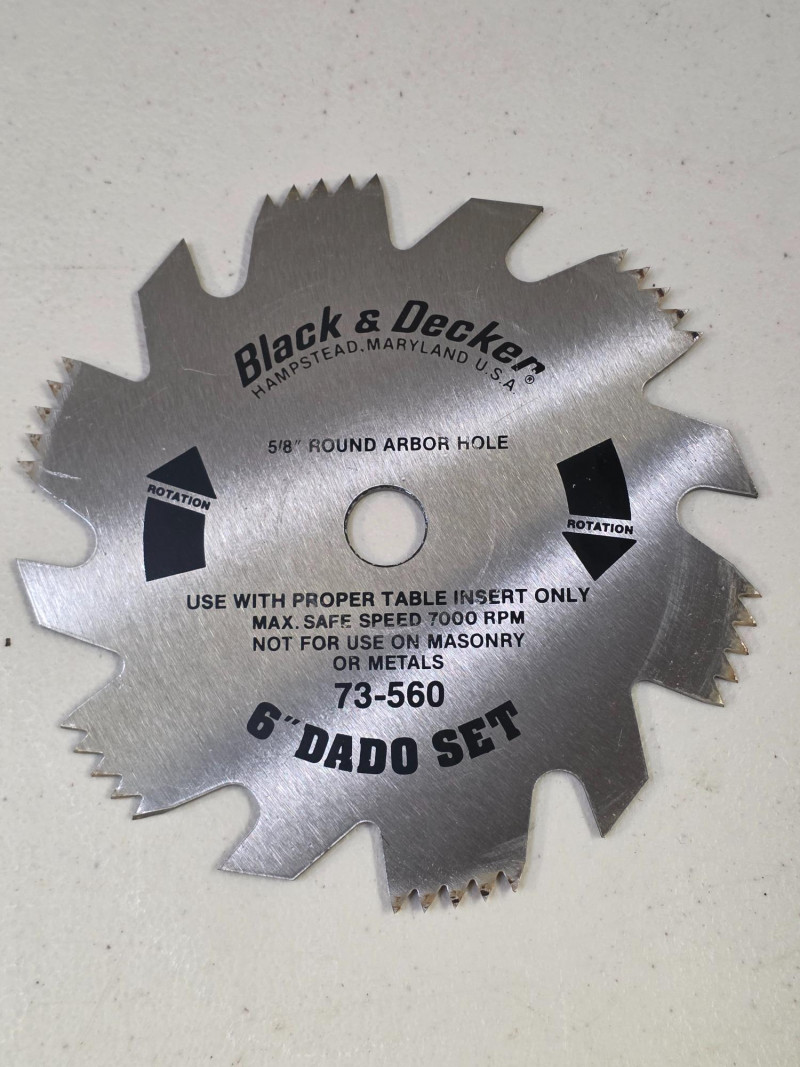 Black & Decker®
HAMPSTEAD, MARYLAND U.S.A.
5/8" ROUND ARBOR HOLE
ROTATION
ROTATION
USE WITH PROPER TABLE INSERT ONLY
MAX. SAFE SPEED 7000 RPM
NOT FOR USE ON MASONRY
OR METALS
73-560
6" DADO SET